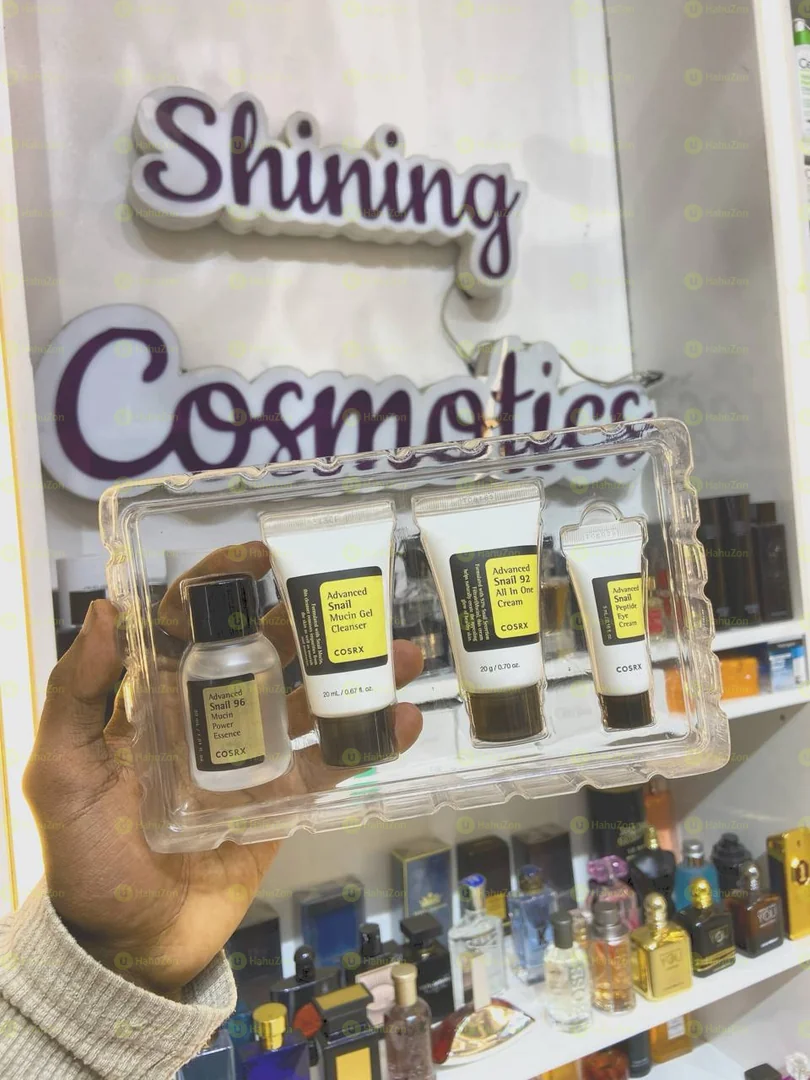 Shining
Cosmetics
Advanced
Snail 96
Mucin
Power
Essence
COSRX
Advanced
Snail
Mucin Gel
Cleanser
COSRX
20 mL / 0.67 fl. oz.
Advanced
Snail 92
All In One
Cream
COSRX
20 g / 0.70 oz.
Advanced
Snail
Peptide
Eye
Cream
COSRX
YOU
HahuZon